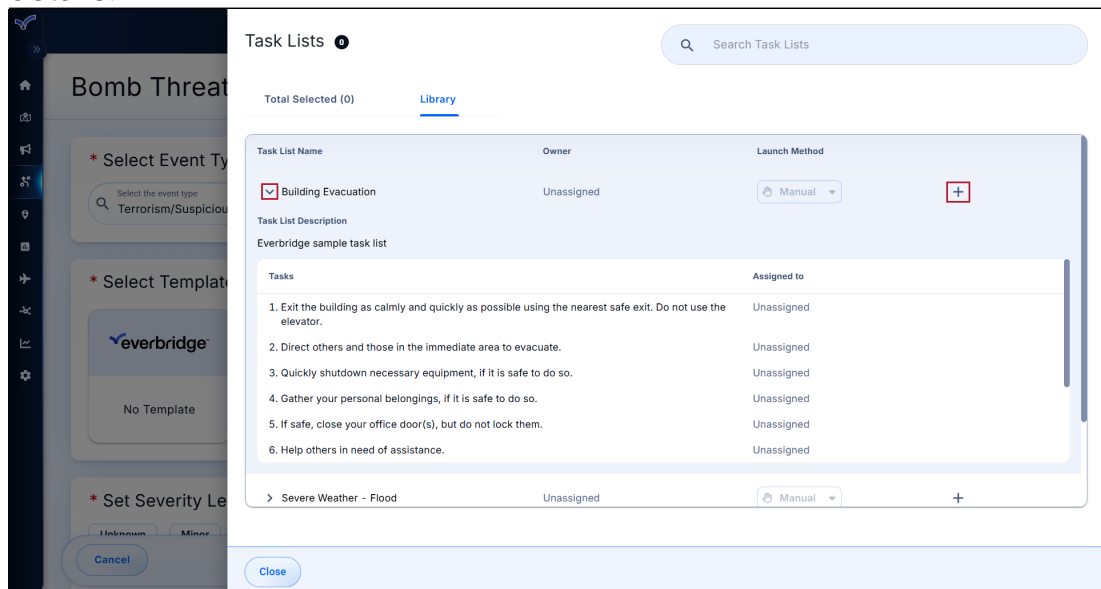 Task Lists 0
Search Task Lists
Bomb Threat
Total Selected (0)
Library
* Select Event Ty
Select the event type
Terrorism/Suspiciou
Task List Name
Owner
Launch Method
Building Evacuation
Unassigned
Manual
Task List Description
Everbridge sample task list
* Select Templat
everbridge
No Template
Tasks
Assigned to
1. Exit the building as calmly and quickly as possible using the nearest safe exit. Do not use the
elevator.
Unassigned
2. Direct others and those in the immediate area to evacuate.
Unassigned
3. Quickly shutdown necessary equipment, if it is safe to do so.
Unassigned
4. Gather your personal belongings, if it is safe to do so.
Unassigned
5. If safe, close your office door(s), but do not lock them.
Unassigned
6. Help others in need of assistance.
Unassigned
* Set Severity Le
Severe Weather - Flood
Unassigned
Manual
Unknown
Minor
Cancel
Close